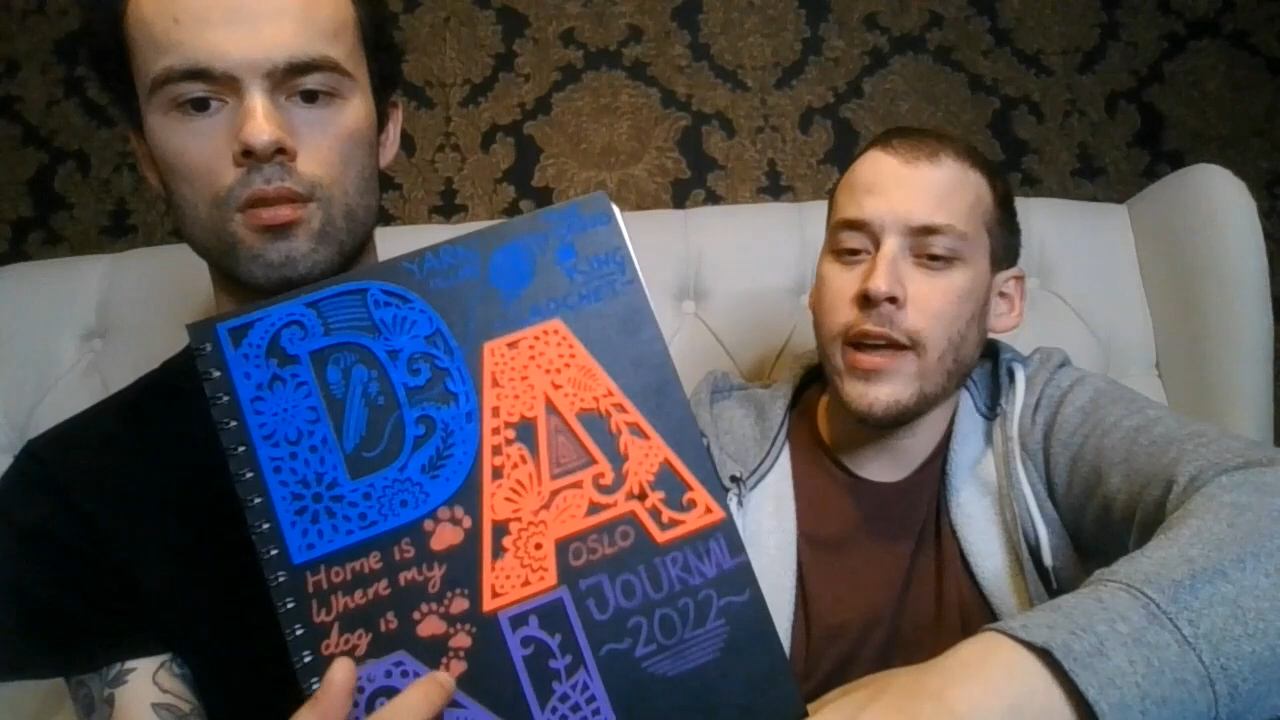 YARN
KING
CROCHET~
DA
OSLO
JOURNAL
~2022~
Home is
Where my
dog is